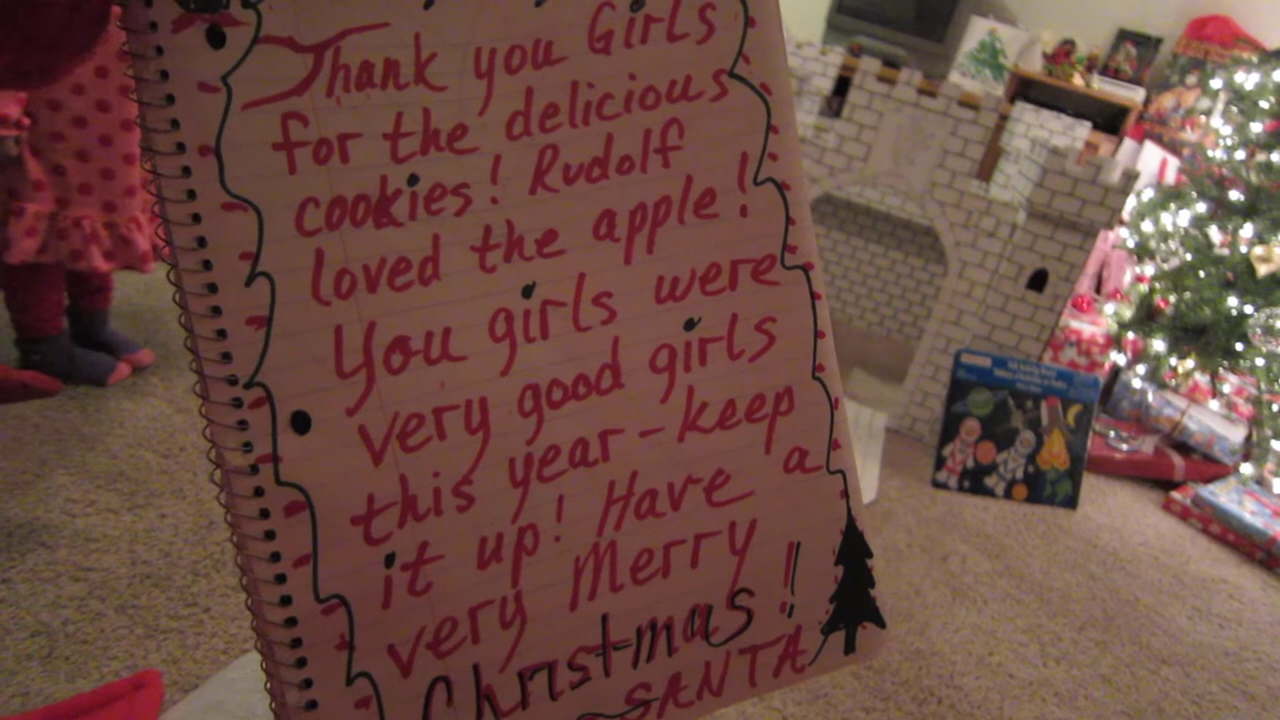 Thank you Girls
for the delicious
cookies! Rudolf
loved the apple!
You girls were
very good girls
this year - keep
it up! Have a
very Merry
Christmas!
SANTA